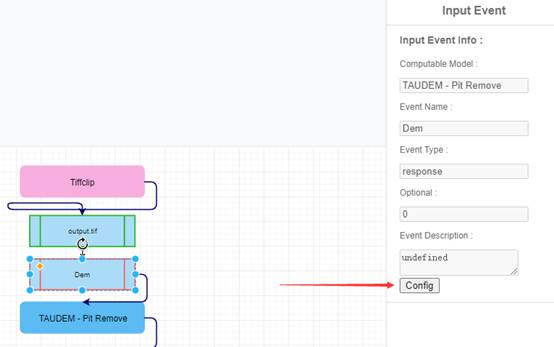 Input Event
Input Event Info :
Computable Model :
TAUDEM - Pit Remove
Event Name :
Dem
Event Type :
response
Optional :
0
Event Description :
undefined
Config
Tiffclip
output.tif
Dem
TAUDEM - Pit Remove